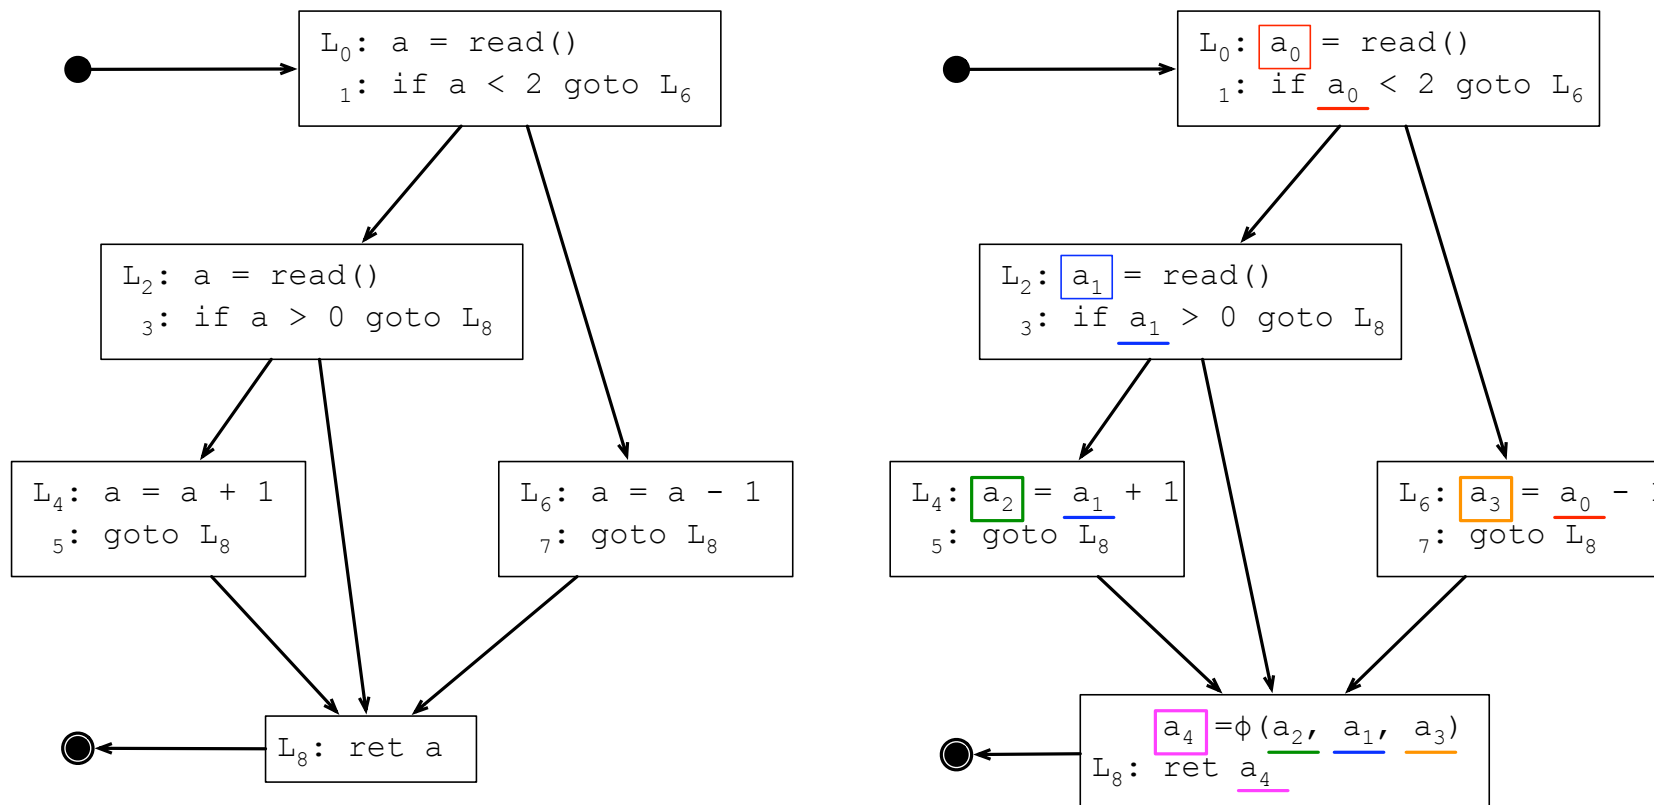 L₀: a = read()
₁: if a < 2 goto L₆
L₂: a = read()
₃: if a > 0 goto L₈
L₄: a = a + 1
₅: goto L₈
L₆: a = a - 1
₇: goto L₈
L₈: ret a
L₀: a₀ = read()
₁: if a₀ < 2 goto L₆
L₂: a₁ = read()
₃: if a₁ > 0 goto L₈
L₄: a₂ = a₁ + 1
₅: goto L₈
L₆: a₃ = a₀ -
₇: goto L₈
a₄ =ϕ(a₂, a₁, a₃)
L₈: ret a₄